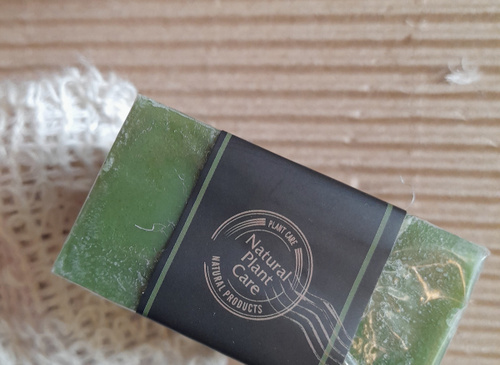 PLANT CARE
Natural
Plant
Care
NATURAL PRODUCTS